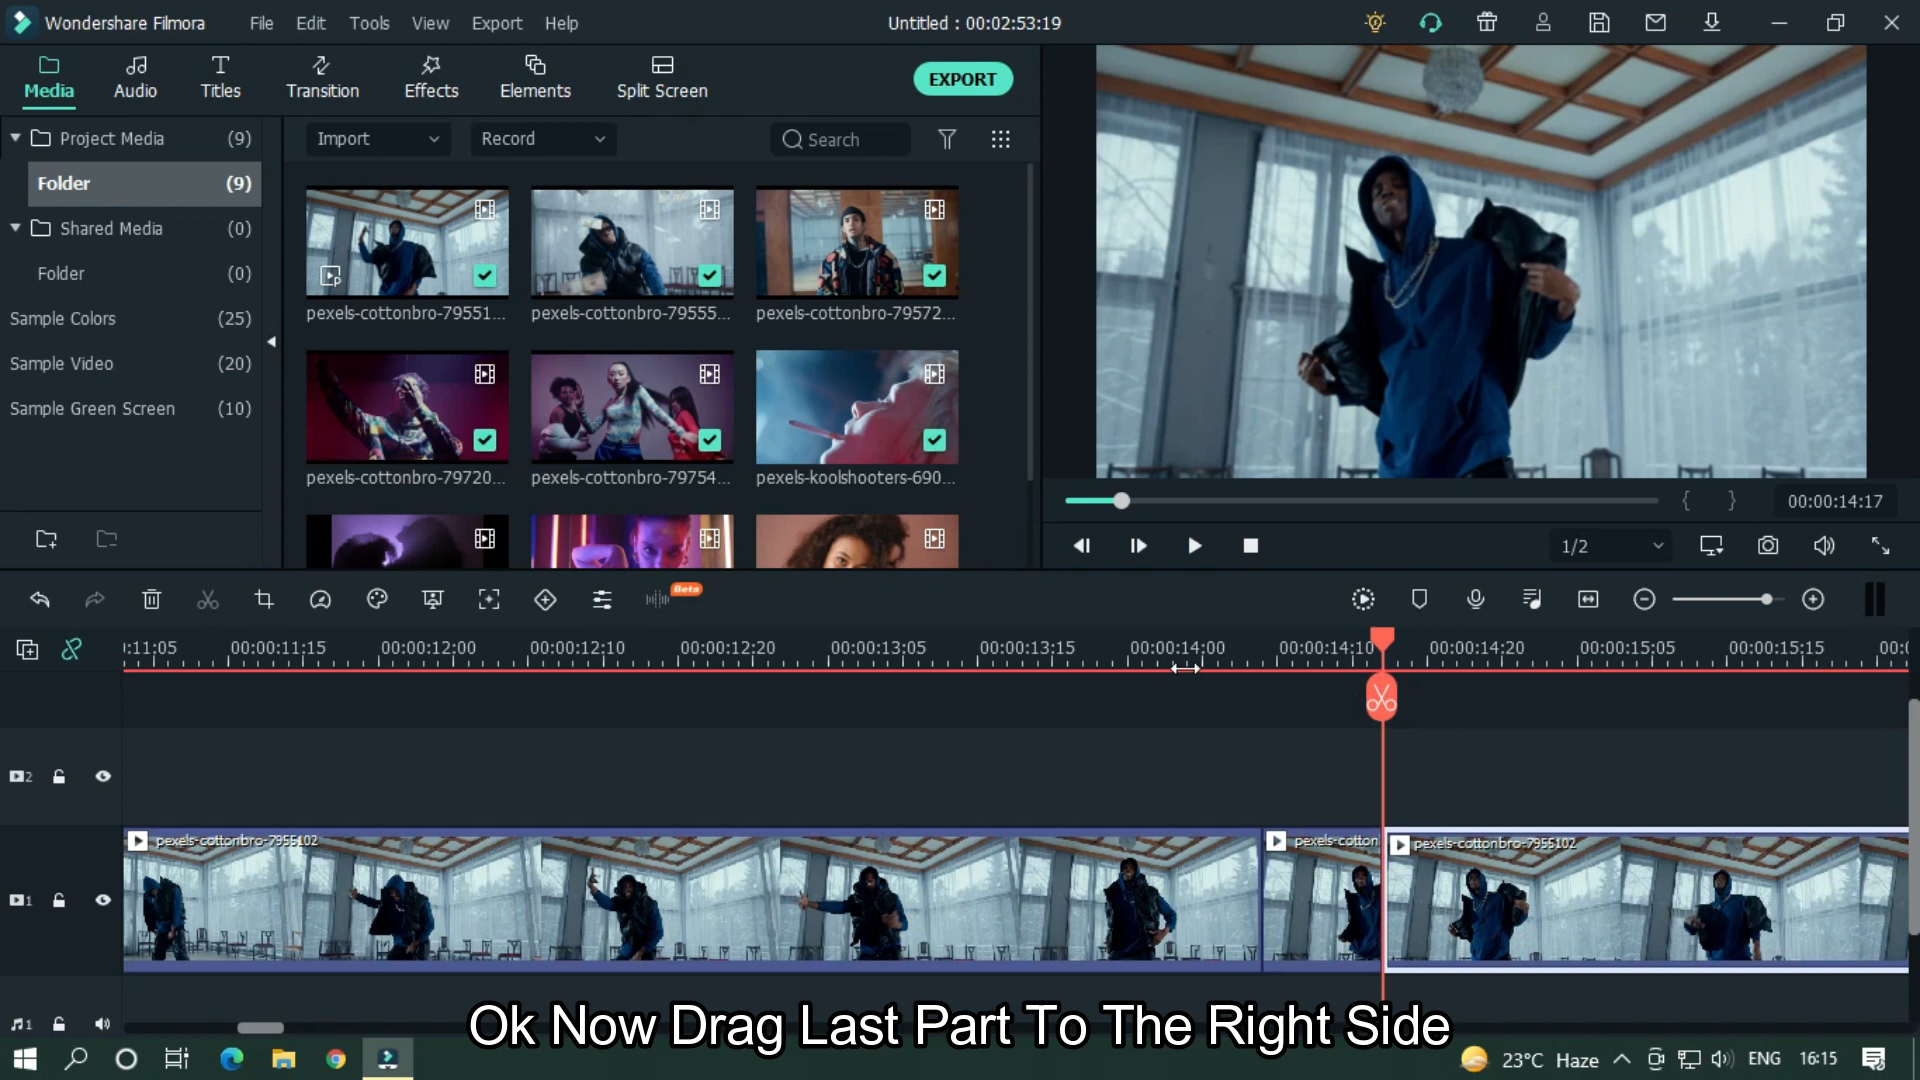 Wondershare Filmora File Edit Tools View Export Help Untitled : 00:02:53:19
Media Audio Titles Transition Effects Elements Split Screen EXPORT
Project Media (9)
Folder (9)
Shared Media (0)
Folder (0)
Sample Colors (25)
Sample Video (20)
Sample Green Screen (10)
Import Record Search
pexels-cottonbro-79551... pexels-cottonbro-79555... pexels-cottonbro-79572...
pexels-cottonbro-79720... pexels-cottonbro-79754... pexels-koolshooters-690...
{ } 00:00:14:17
1/2
Beta
:11:05 00:00:11:15 00:00:12:00 00:00:12:10 00:00:12:20 00:00:13:05 00:00:13:15 00:00:14:00 00:00:14:10 00:00:14:20 00:00:15:05 00:00:15:15 00:0
2
pexels-cottonbro-7955102 pexels-cotton pexels-cottonbro-7955102
1
1
Ok Now Drag Last Part To The Right Side
23°C Haze ENG 16:15